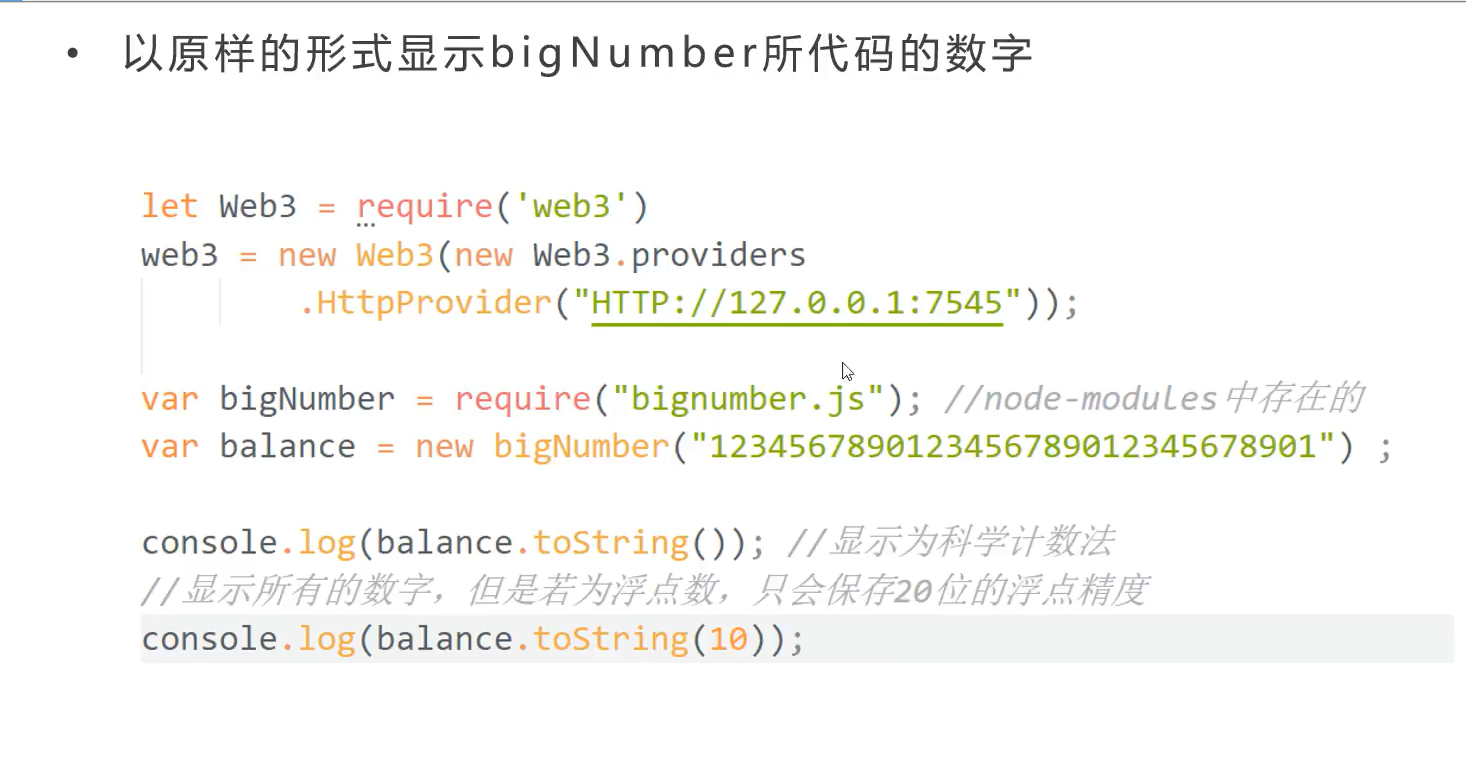 • 以原样的形式显示bigNumber所代码的数字
let Web3 = require('web3')
web3 = new Web3(new Web3.providers
.HttpProvider("HTTP://127.0.0.1:7545"));
var bigNumber = require("bignumber.js"); //node-modules中存在的
var balance = new bigNumber("1234567890123456789012345678901") ;
console.log(balance.toString()); //显示为科学计数法
//显示所有的数字，但是若为浮点数，只会保存20位的浮点精度
console.log(balance.toString(10));